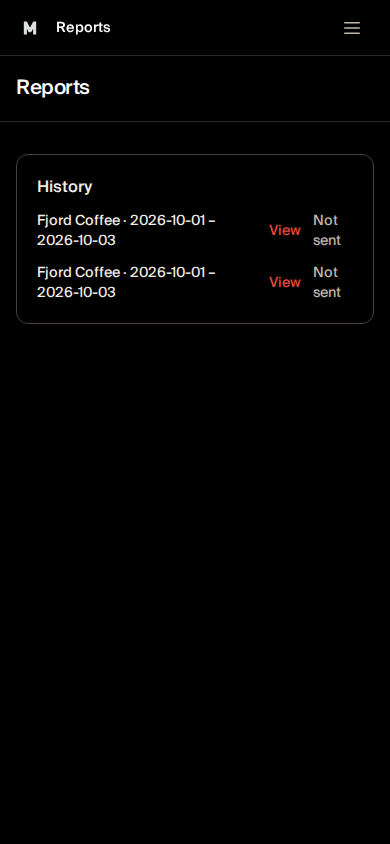 M Reports
Reports
History
Fjord Coffee · 2026-10-01 – 2026-10-03
View
Not sent
Fjord Coffee · 2026-10-01 – 2026-10-03
View
Not sent